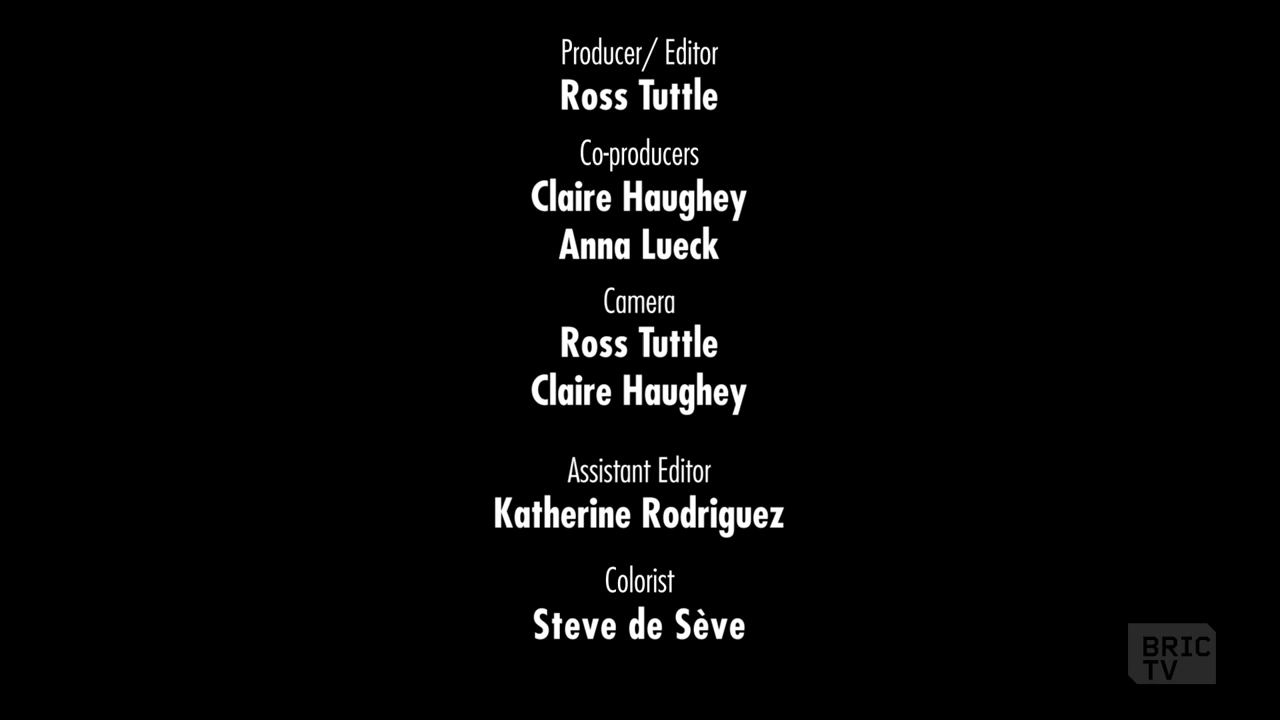 Producer/ Editor
Ross Tuttle
Co-producers
Claire Haughey
Anna Lueck
Camera
Ross Tuttle
Claire Haughey
Assistant Editor
Katherine Rodriguez
Colorist
Steve de Sève
BRIC
TV